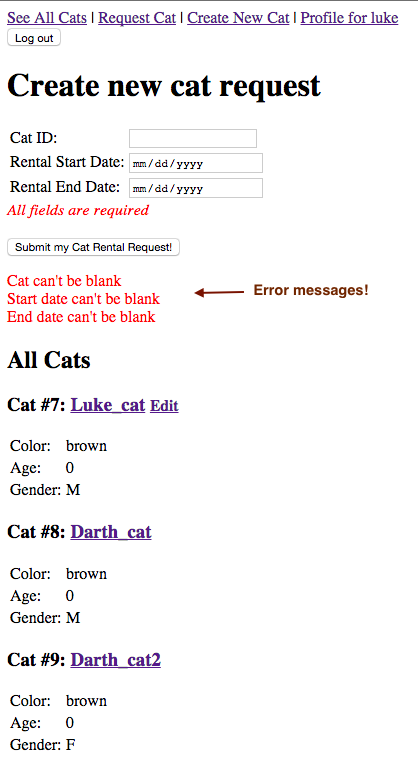 See All Cats | Request Cat | Create New Cat | Profile for luke
Log out
Create new cat request
Cat ID:
Rental Start Date: mm/dd/yyyy
Rental End Date: mm/dd/yyyy
All fields are required
Submit my Cat Rental Request!
Cat can't be blank
Start date can't be blank
Error messages!
End date can't be blank
All Cats
Cat #7: Luke_cat Edit
Color: brown
Age: 0
Gender: M
Cat #8: Darth_cat
Color: brown
Age: 0
Gender: M
Cat #9: Darth_cat2
Color: brown
Age: 0
Gender: F